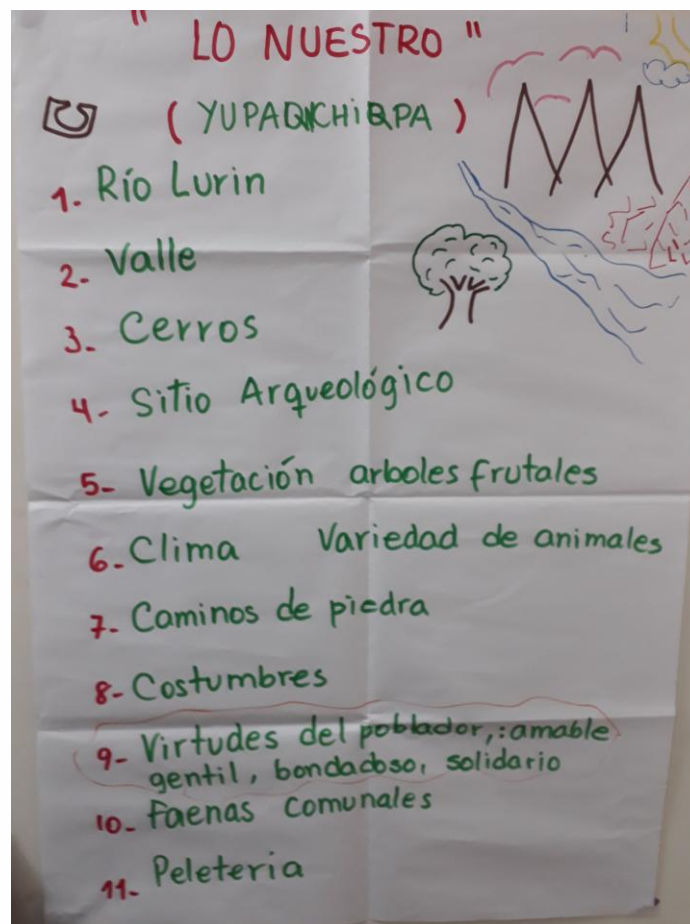 " LO NUESTRO "
( YUPAQUICHIQPA )
1. Río Lurin
2- Valle
3- Cerros
4- Sitio Arqueológico
5- Vegetación arboles frutales
6- Clima Variedad de animales
7- Caminos de piedra
8- Costumbres
9- Virtudes del poblador,:amable
gentil, bondadoso, solidario
10- Faenas Comunales
11- Peleteria